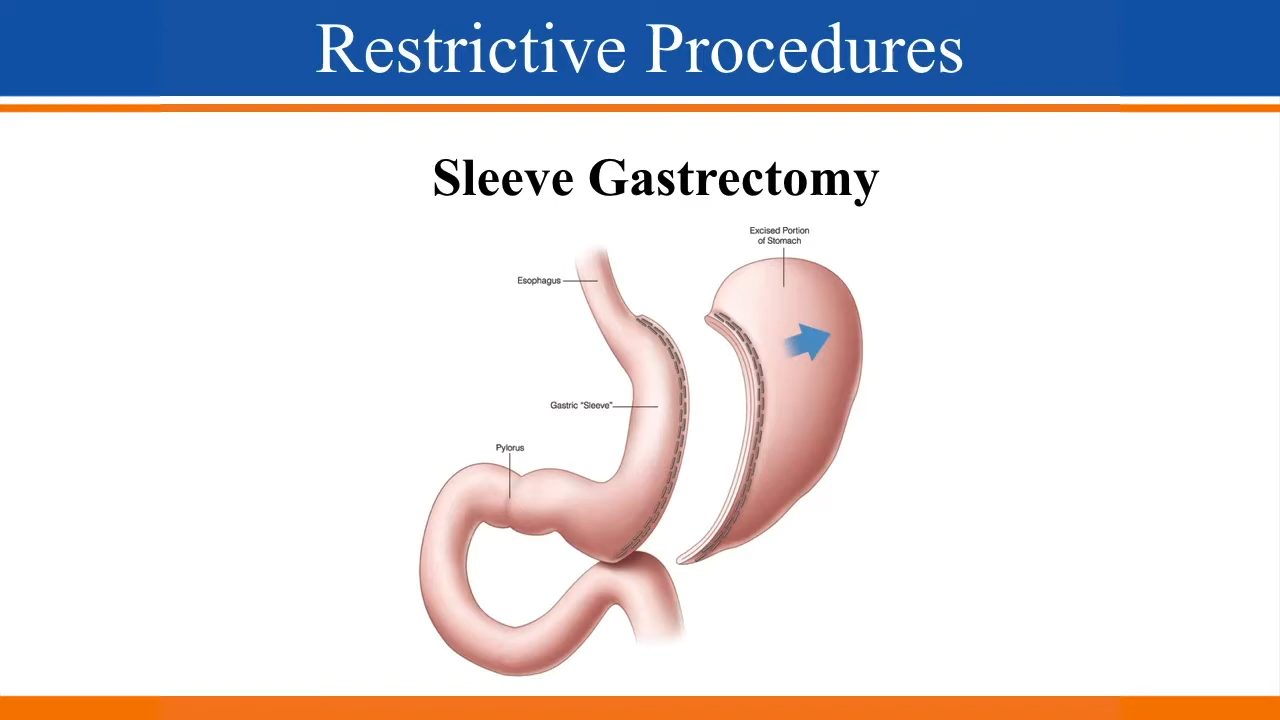 Restrictive Procedures
Sleeve Gastrectomy
Excised Portion
of Stomach
Esophagus
Gastric “Sleeve”
Pylorus